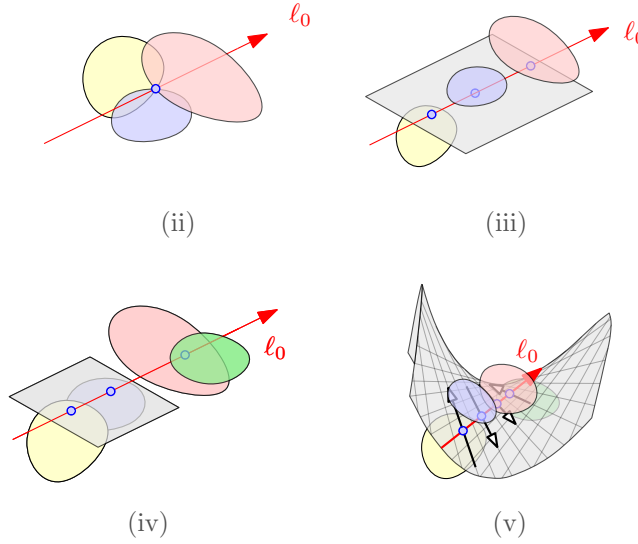 ℓ₀
ℓ₀
(ii)
(iii)
ℓ₀
ℓ₀
(iv)
(v)